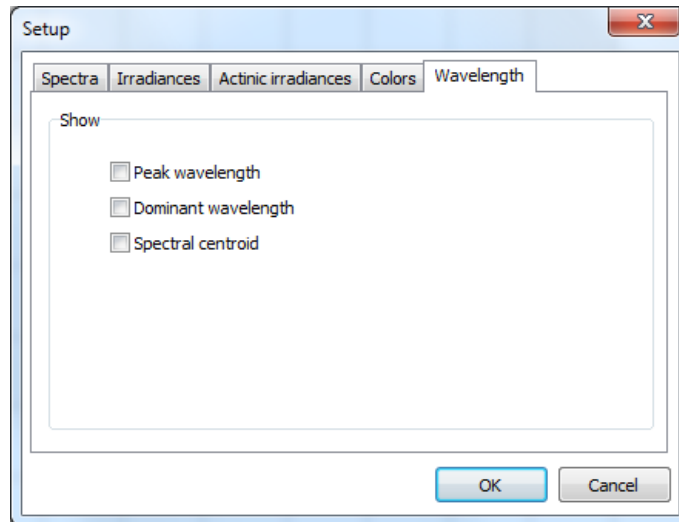 Setup
Spectra Irradiances Actinic irradiances Colors Wavelength
Show
Peak wavelength
Dominant wavelength
Spectral centroid
OK Cancel